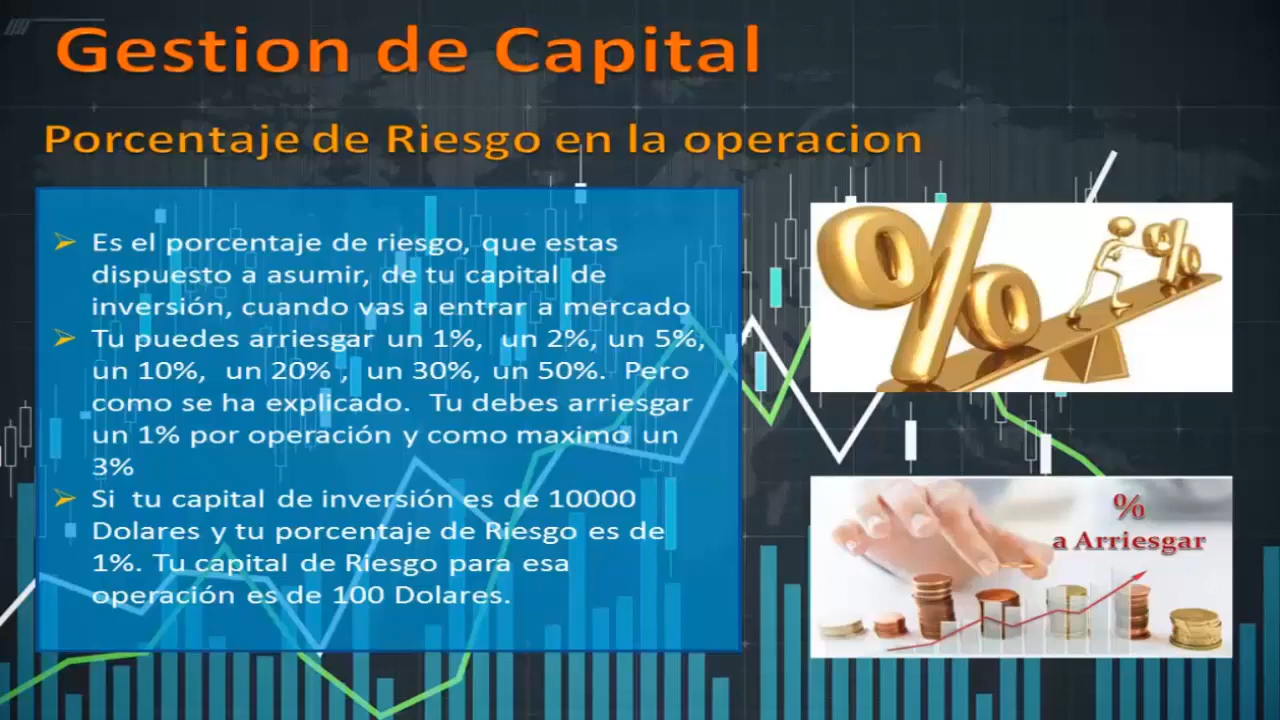 Gestion de Capital
Porcentaje de Riesgo en la operacion
Es el porcentaje de riesgo, que estas
dispuesto a asumir, de tu capital de
inversión, cuando vas a entrar a mercado
Tu puedes arriesgar un 1%, un 2%, un 5%,
un 10%, un 20% , un 30%, un 50%. Pero
como se ha explicado. Tu debes arriesgar
un 1% por operación y como maximo un
3%
Si tu capital de inversión es de 10000
Dolares y tu porcentaje de Riesgo es de
1%. Tu capital de Riesgo para esa
operación es de 100 Dolares.
%
%
%
a Arriesgar